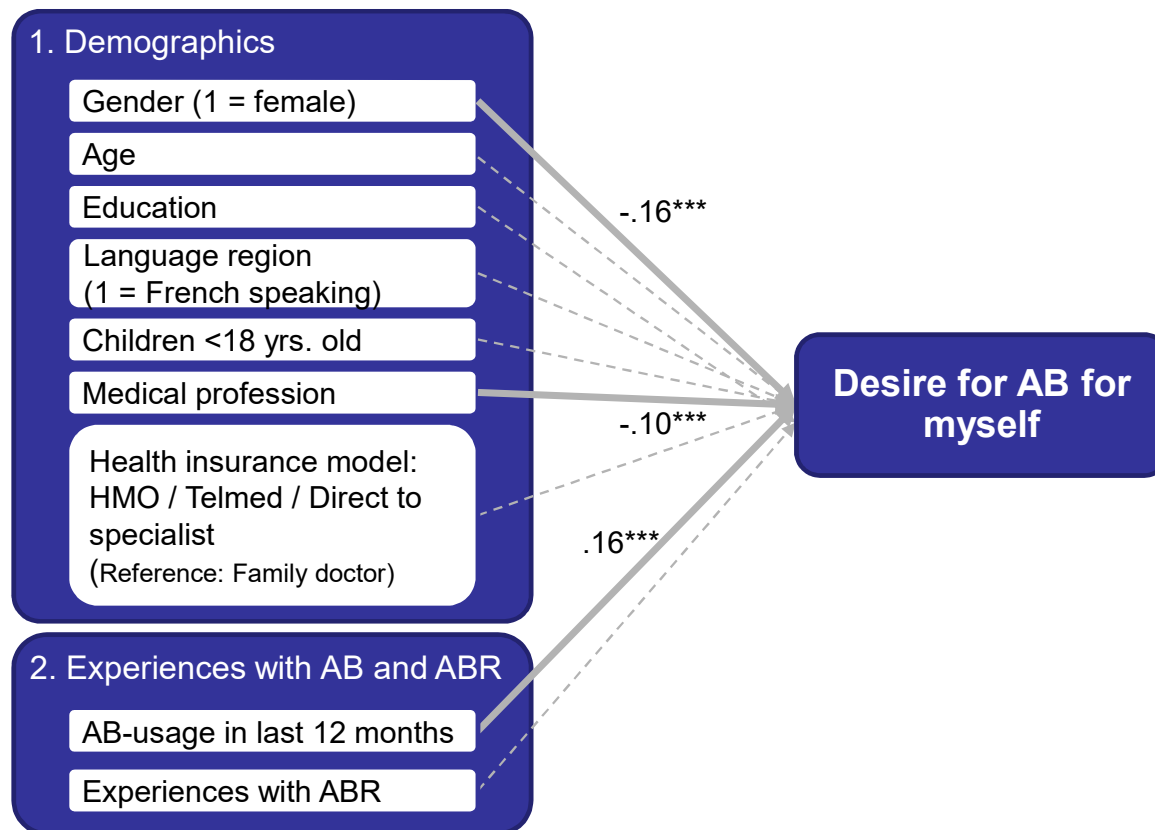 1. Demographics
Gender (1 = female)
Age
Education
Language region
(1 = French speaking)
Children <18 yrs. old
Medical profession
Health insurance model:
HMO / Telmed / Direct to
specialist
(Reference: Family doctor)
2. Experiences with AB and ABR
AB-usage in last 12 months
Experiences with ABR
-.16***
-.10***
.16***
Desire for AB for
myself